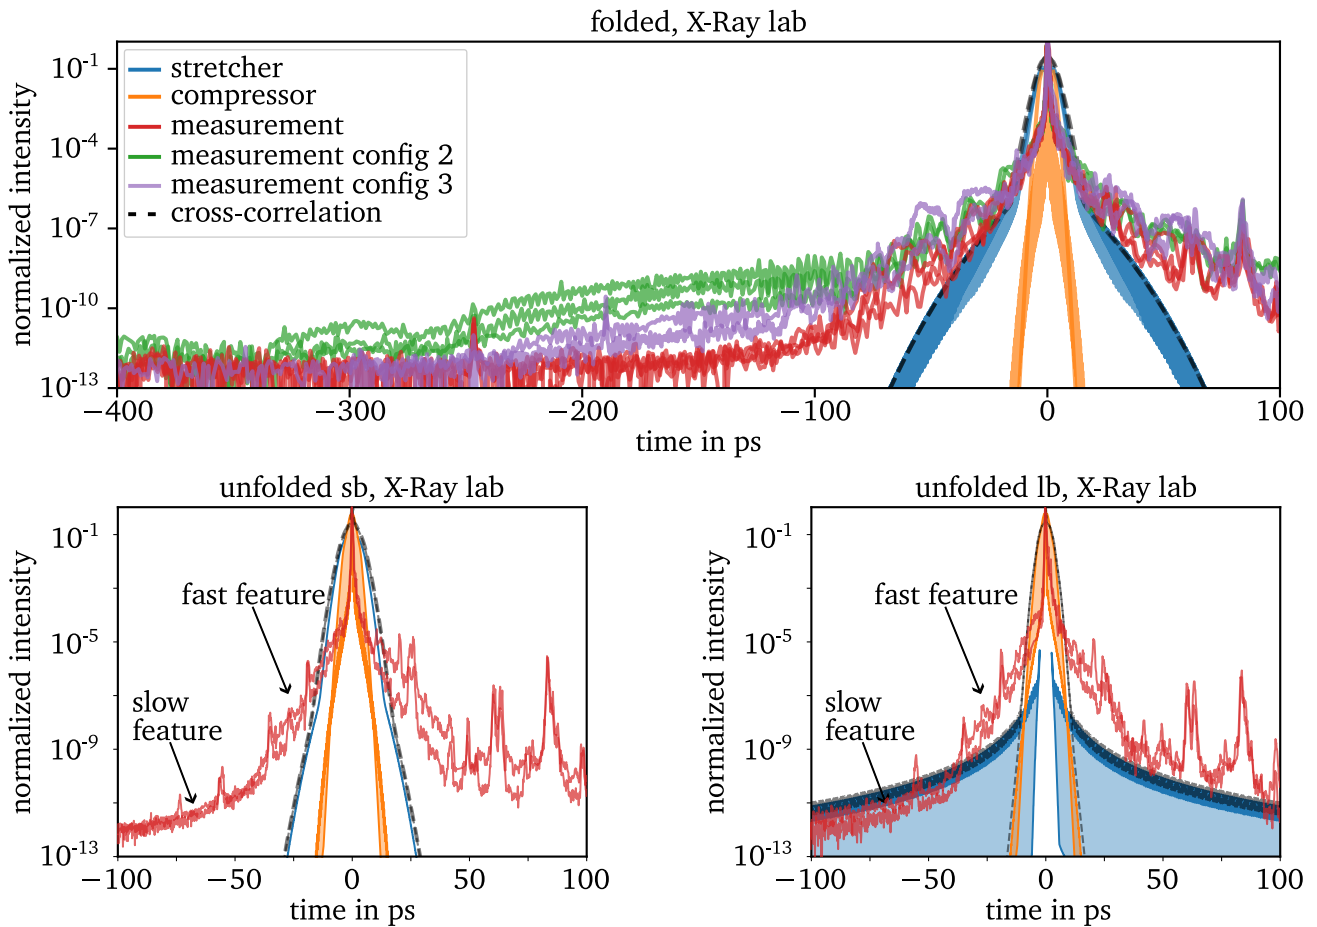 folded, X-Ray lab
normalized intensity
10-1
10-4
10-7
10-10
10-13
stretcher
compressor
measurement
measurement config 2
measurement config 3
cross-correlation
−400 −300 −200 −100 0 100
time in ps
unfolded sb, X-Ray lab
normalized intensity
10-1
10-5
10-9
10-13
fast feature
slow
feature
−100 −50 0 50 100
time in ps
unfolded lb, X-Ray lab
normalized intensity
10-1
10-5
10-9
10-13
fast feature
slow
feature
−100 −50 0 50 100
time in ps